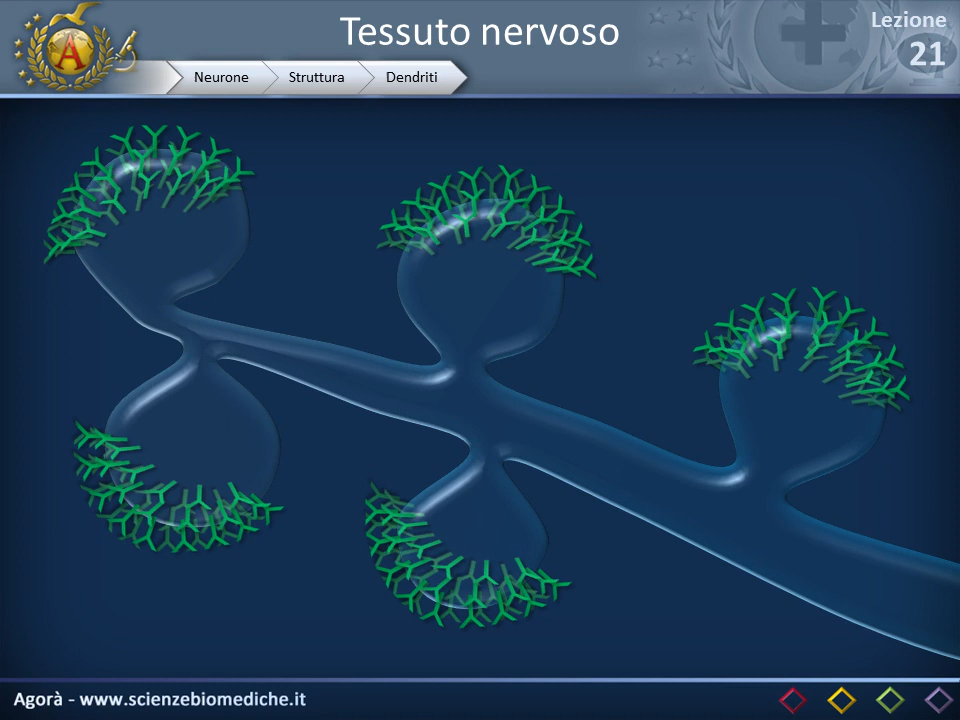 Tessuto nervoso
Lezione
21
A
Neurone
Struttura
Dendriti
Agorà - www.scienzebiomediche.it